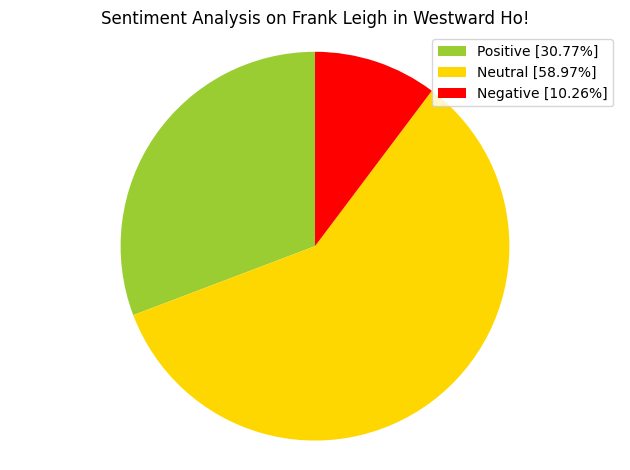 Sentiment Analysis on Frank Leigh in Westward Ho!
Positive [30.77%]
Neutral [58.97%]
Negative [10.26%]